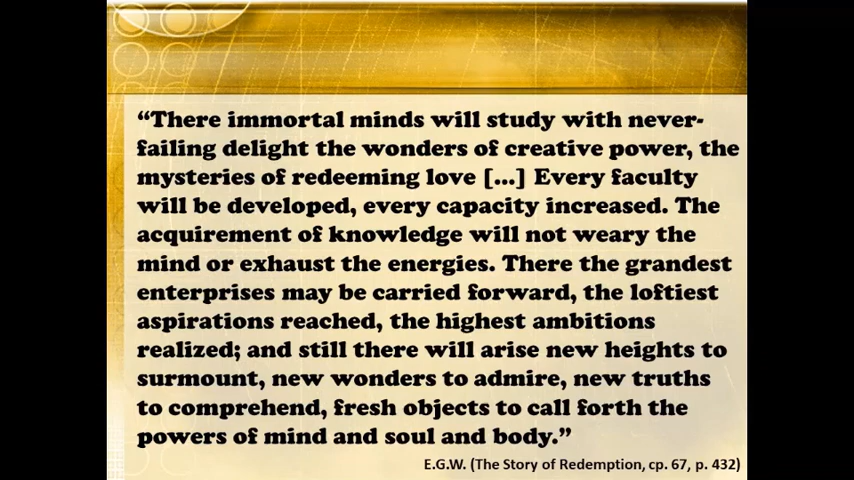 “There immortal minds will study with never-
failing delight the wonders of creative power, the
mysteries of redeeming love [...] Every faculty
will be developed, every capacity increased. The
acquirement of knowledge will not weary the
mind or exhaust the energies. There the grandest
enterprises may be carried forward, the loftiest
aspirations reached, the highest ambitions
realized; and still there will arise new heights to
surmount, new wonders to admire, new truths
to comprehend, fresh objects to call forth the
powers of mind and soul and body.”
E.G.W. (The Story of Redemption, cp. 67, p. 432)